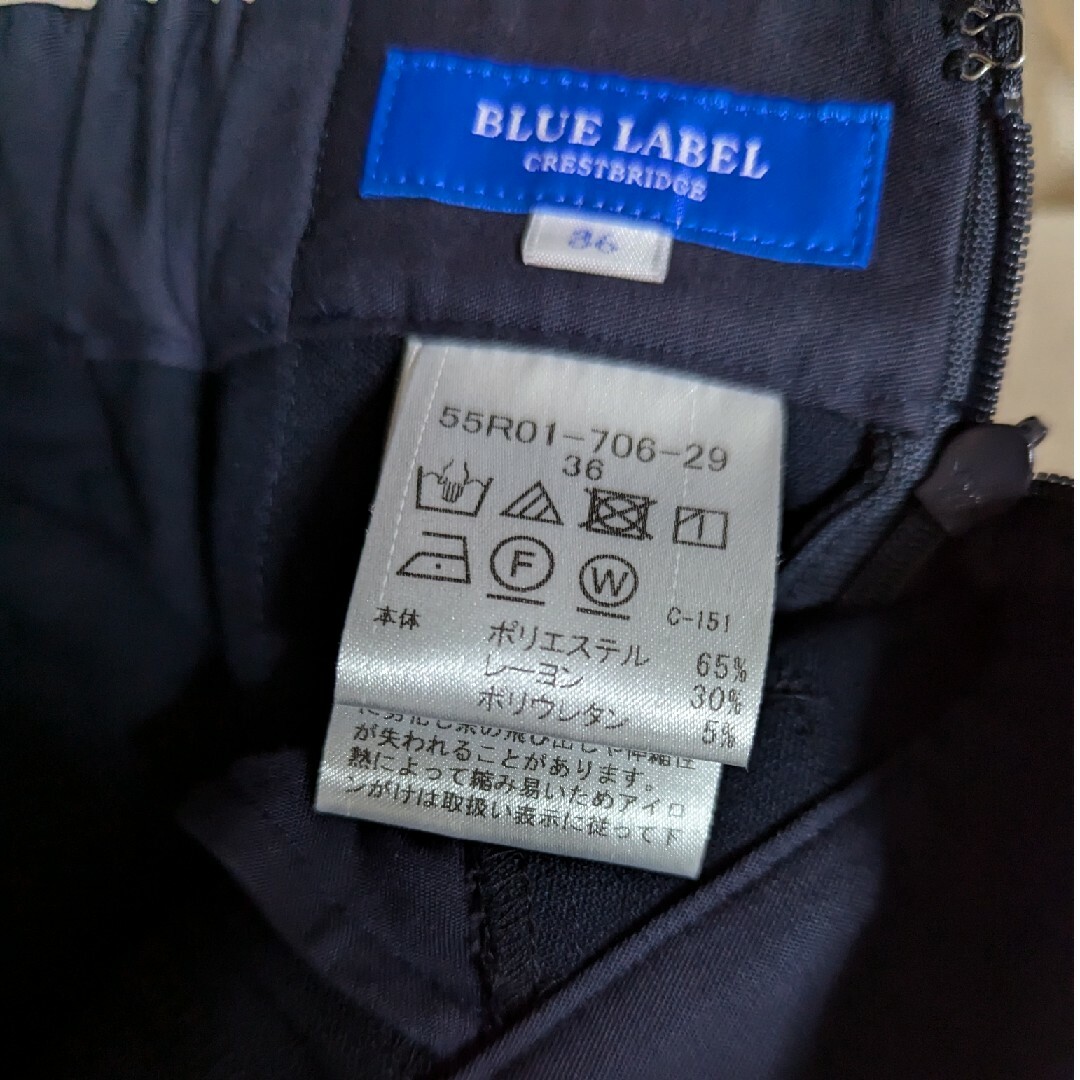 BLUE LABEL
CRESTBRIDGE
36
55R01-706-29
36
1
F W
C-151
本体 ポリエステル 65%
レーヨン 30%
ポリウレタン 5%
が失われることがあります。
熱によって縮み易いためアイロ
ンがけは取扱い表示に従って下